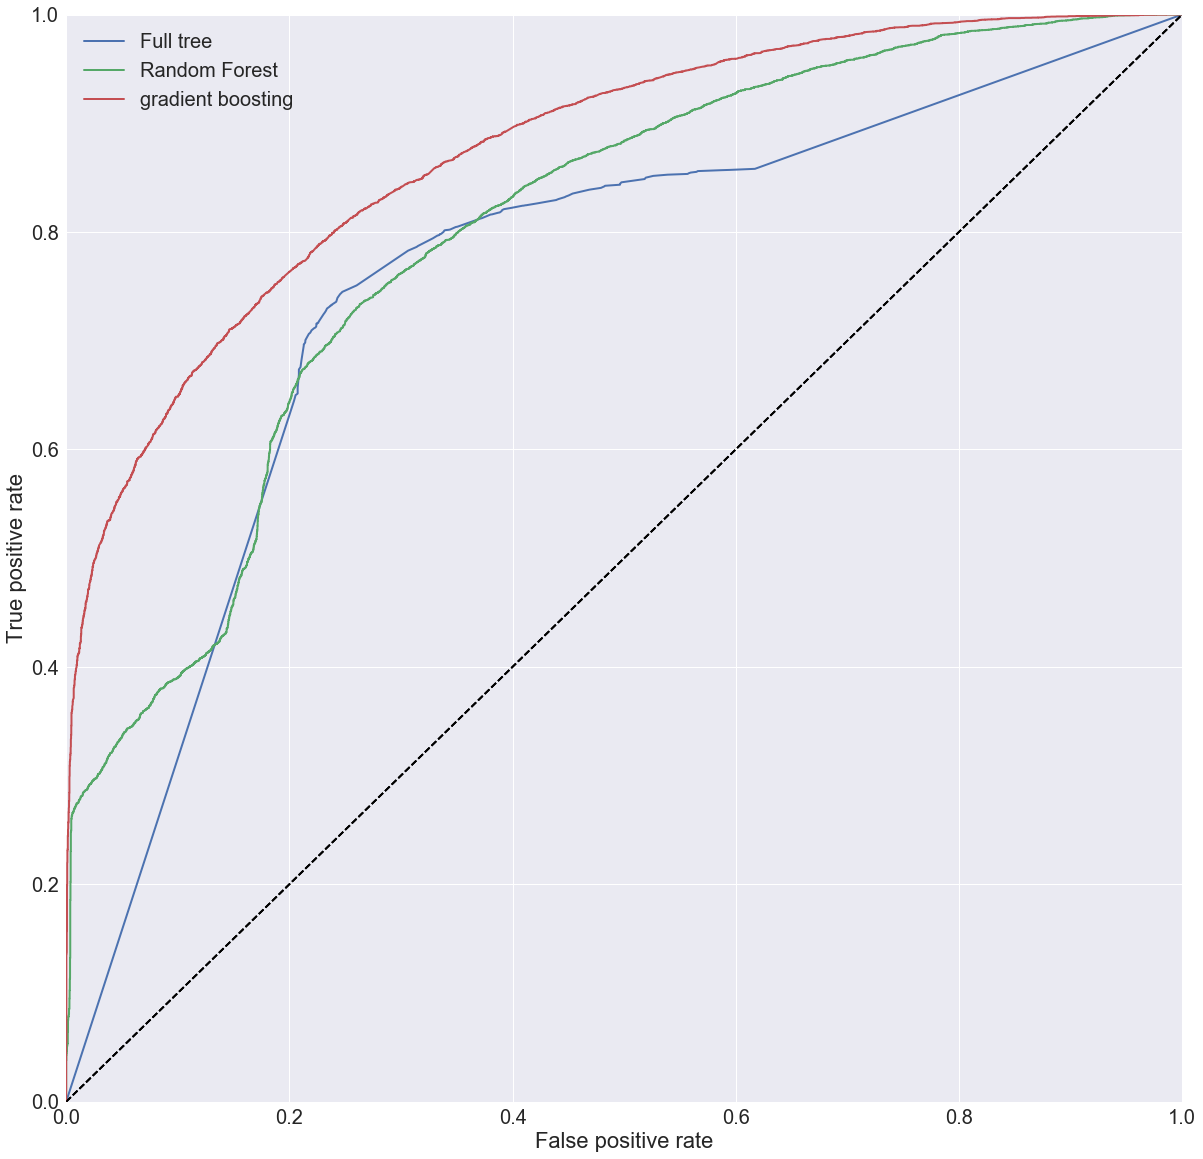 1.0
Full tree
Random Forest
gradient boosting
0.8
0.6
0.4
0.2
0.0
True positive rate
0.0 0.2 0.4 0.6 0.8 1.0
False positive rate